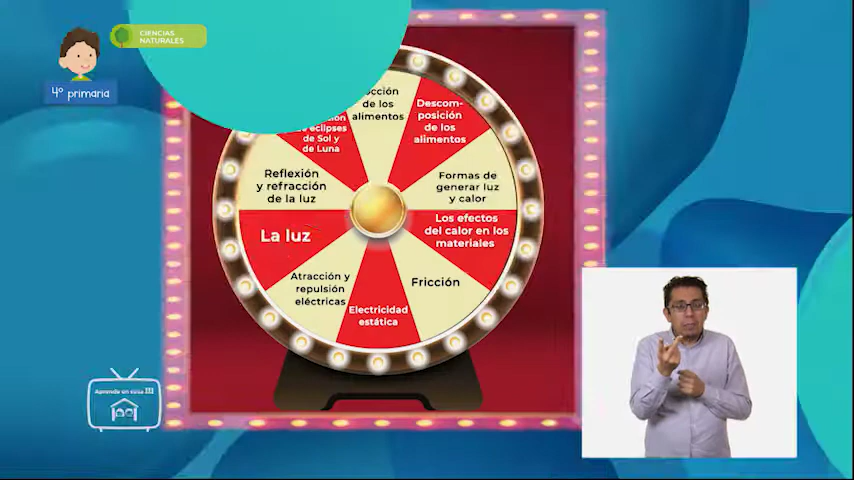 CIENCIAS
NATURALES
4° primaria
de los
alimentos
Descom-
posición
de los
alimentos
eclipses
de Sol y
de Luna
Reflexión
y refracción
de la luz
Formas de
generar luz
y calor
La luz
Los efectos
del calor en los
materiales
Atracción y
repulsión
eléctricas
Fricción
Electricidad
estática
Aprende en casa III